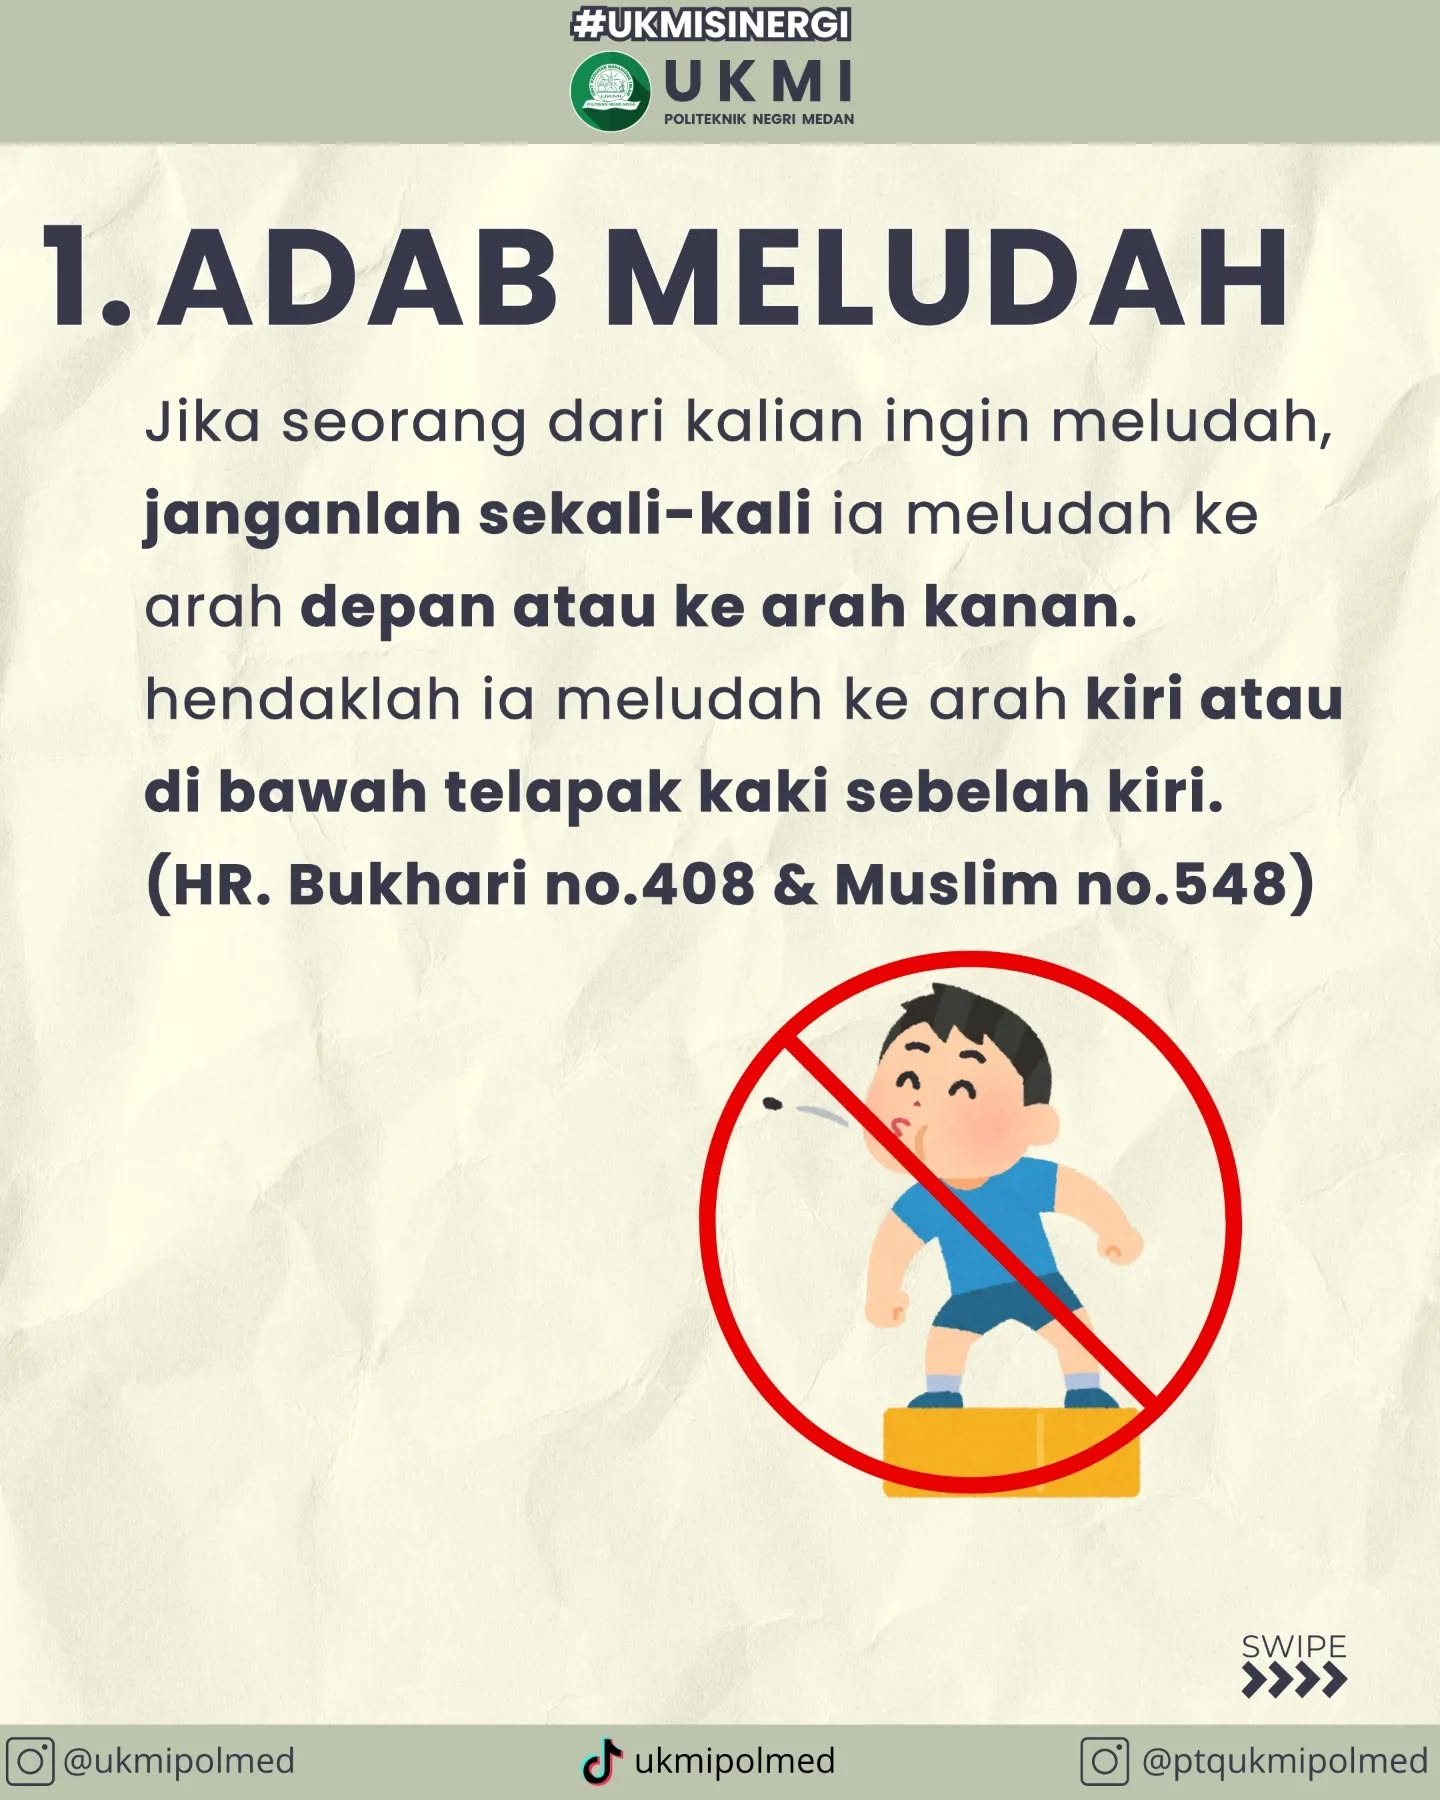 #UKMISINERGI
UKMI
POLITEKNIK NEGRI MEDAN
1. ADAB MELUDAH
Jika seorang dari kalian ingin meludah,
janganlah sekali-kali ia meludah ke
arah depan atau ke arah kanan.
hendaklah ia meludah ke arah kiri atau
di bawah telapak kaki sebelah kiri.
(HR. Bukhari no.408 & Muslim no.548)
SWIPE
@ukmipolmed
ukmipolmed
@ptqukmipolmed